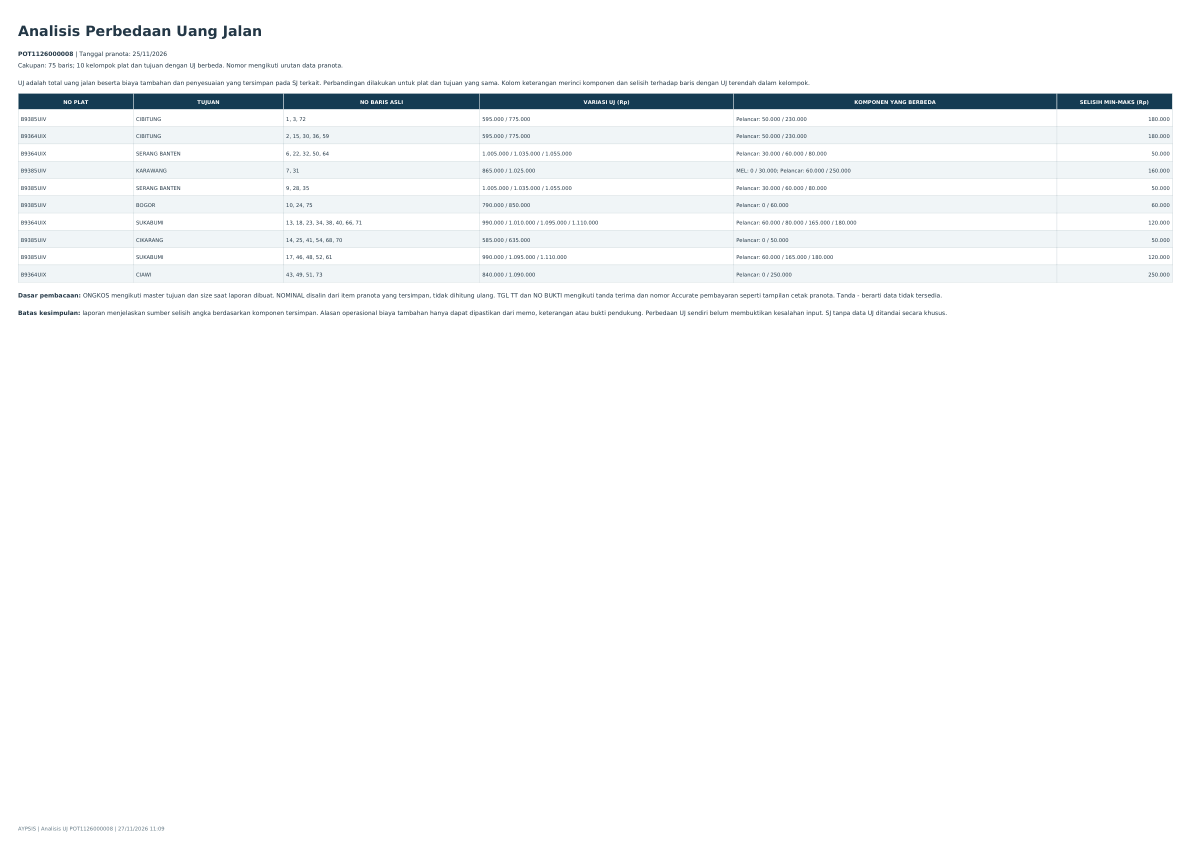 Analisis Perbedaan Uang Jalan
POT1126000008 | Tanggal pranota: 25/11/2026
Cakupan: 75 baris; 10 kelompok plat dan tujuan dengan UJ berbeda. Nomor mengikuti urutan data pranota.
UJ adalah total uang jalan beserta biaya tambahan dan penyesuaian yang tersimpan pada SJ terkait. Perbandingan dilakukan untuk plat dan tujuan yang sama. Kolom keterangan merinci komponen dan selisih terhadap baris dengan UJ terendah dalam kelompok.
NO PLAT TUJUAN NO BARIS ASLI VARIASI UJ (Rp) KOMPONEN YANG BERBEDA SELISIH MIN-MAKS (Rp)
B9385UIV CIBITUNG 1, 3, 72 595.000 / 775.000 Pelancar: 50.000 / 230.000 180.000
B9364UIX CIBITUNG 2, 15, 30, 36, 59 595.000 / 775.000 Pelancar: 50.000 / 230.000 180.000
B9364UIX SERANG BANTEN 6, 22, 32, 50, 64 1.005.000 / 1.035.000 / 1.055.000 Pelancar: 30.000 / 60.000 / 80.000 50.000
B9364UIX KARAWANG 7, 31 865.000 / 1.025.000 MEL: 0 / 30.000; Pelancar: 60.000 / 250.000 160.000
B9385UIV SERANG BANTEN 9, 28, 35 1.005.000 / 1.035.000 / 1.055.000 Pelancar: 30.000 / 60.000 / 80.000 50.000
B9385UIV BOGOR 10, 24, 75 790.000 / 850.000 Pelancar: 0 / 60.000 60.000
B9364UIX SUKABUMI 13, 18, 23, 34, 38, 40, 66, 71 990.000 / 1.010.000 / 1.095.000 / 1.110.000 Pelancar: 60.000 / 80.000 / 165.000 / 180.000 120.000
B9385UIV CIKARANG 14, 25, 41, 54, 68, 70 585.000 / 635.000 Pelancar: 0 / 50.000 50.000
B9385UIV SUKABUMI 17, 46, 48, 52, 61 990.000 / 1.095.000 / 1.110.000 Pelancar: 60.000 / 165.000 / 180.000 120.000
B9364UIX CIAWI 43, 49, 51, 73 840.000 / 1.090.000 Pelancar: 0 / 250.000 250.000
Dasar pembacaan: ONGKOS mengikuti master tujuan dan size saat laporan dibuat. NOMINAL disalin dari item pranota yang tersimpan, tidak dihitung ulang. TGL TT dan NO BUKTI mengikuti tanda terima dan nomor Accurate pembayaran seperti tampilan cetak pranota. Tanda - berarti data tidak tersedia.
Batas kesimpulan: laporan menjelaskan sumber selisih angka berdasarkan komponen tersimpan. Alasan operasional biaya tambahan hanya dapat dipastikan dari memo, keterangan atau bukti pendukung. Perbedaan UJ sendiri belum membuktikan kesalahan input. SJ tanpa data UJ ditandai secara khusus.
AYPSIS | Analisis UJ POT1126000008 | 27/11/2026 11:09